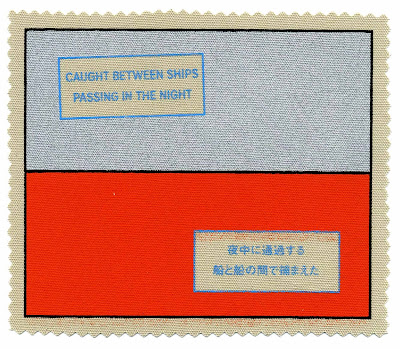 CAUGHT BETWEEN SHIPS
PASSING IN THE NIGHT
夜中に通過する
船と船の間で捕まえた